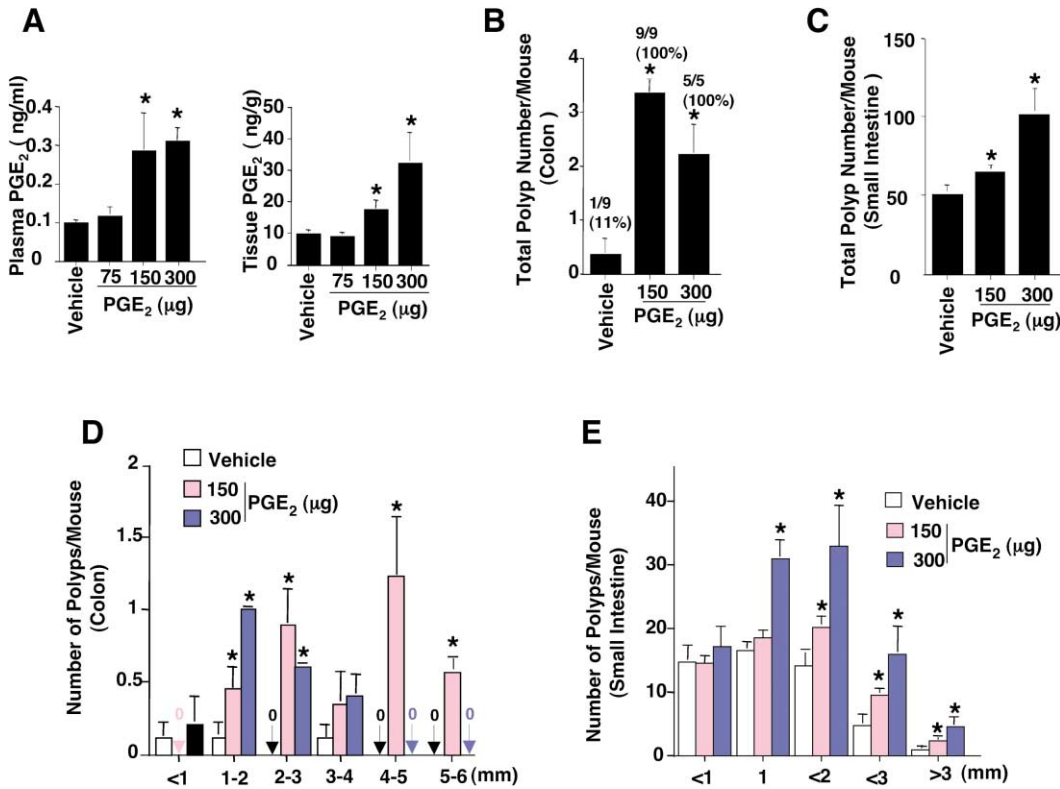 A
Plasma PGE2 ( ng/ml)
0.4
0.3
0.2
0.1
0
* *
Vehicle
75 150 300
PGE2 (µg)
Tissue PGE2 ( ng/g)
50
40
30
20
10
0
* *
Vehicle
75 150 300
PGE2 (µg)
B
Total Polyp Number/Mouse
(Colon)
4
3
2
1
0
1/9
(11%)
9/9
(100%)
*
5/5
(100%)
*
Vehicle
150 300
PGE2 (µg)
C
Total Polyp Number/Mouse
(Small Intestine)
150
100
50
0
* *
Vehicle
150 300
PGE2 (µg)
D
Vehicle
150
300
PGE2 (µg)
Number of Polyps/Mouse
(Colon)
2
1.5
1
0.5
0
0 * * 0 * * 0 * 0 0 * 0
<1 1-2 2-3 3-4 4-5 5-6 (mm)
E
Vehicle
150
300
PGE2 (µg)
Number of Polyps/Mouse
(Small Intestine)
40
30
20
10
0
* * * * * * *
<1 1 <2 <3 >3 (mm)